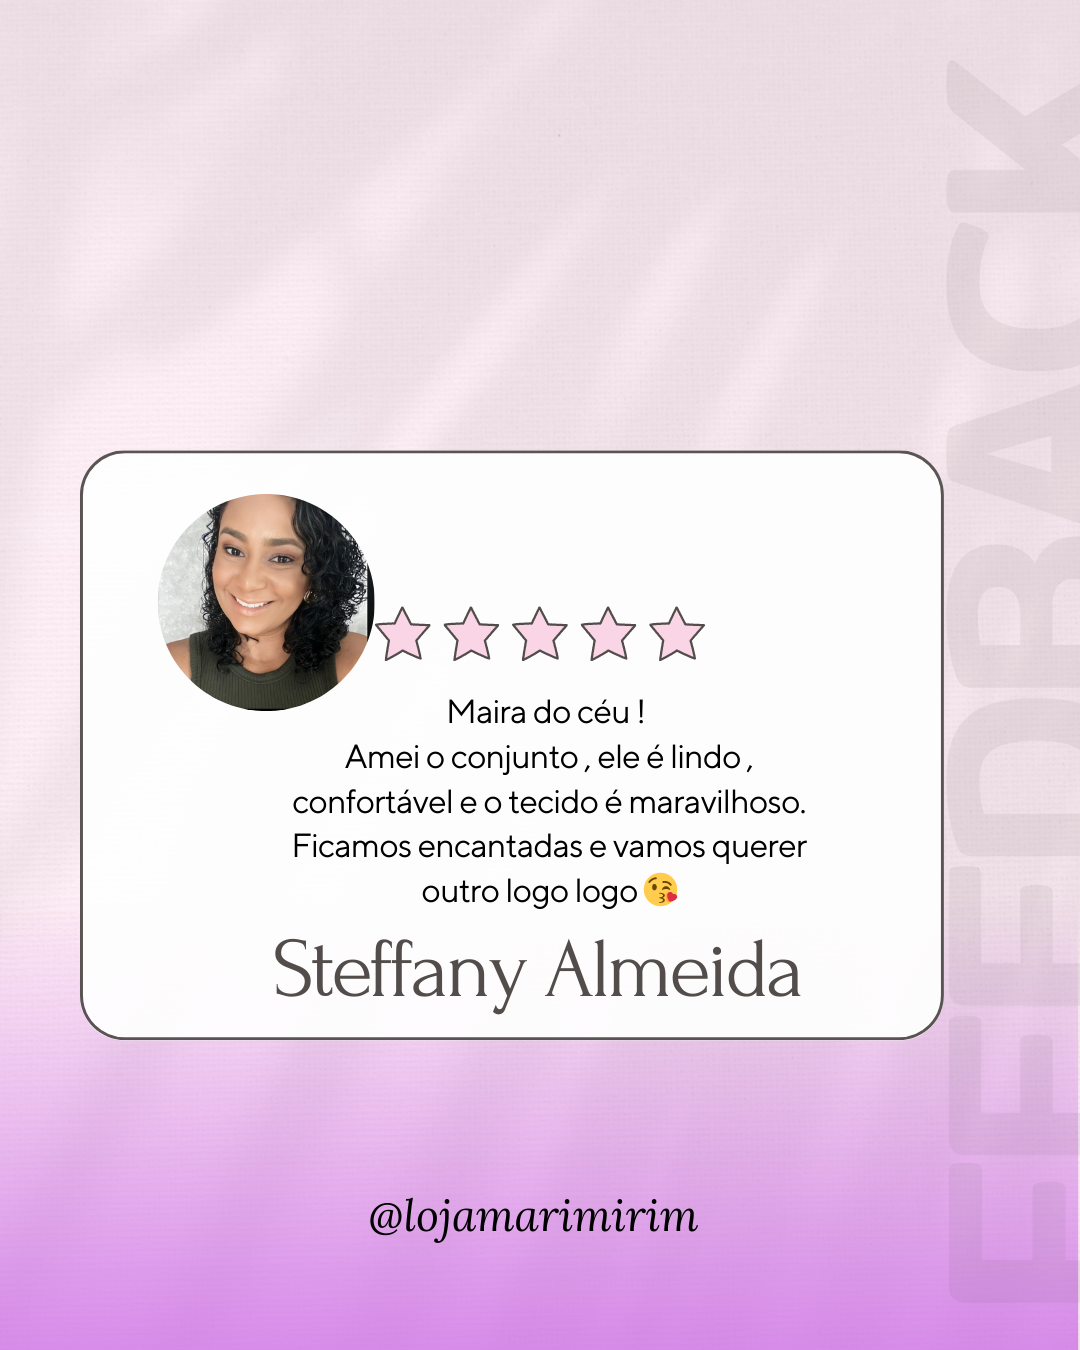 FEEDBACK
Maira do céu !
Amei o conjunto , ele é lindo ,
confortável e o tecido é maravilhoso.
Ficamos encantadas e vamos querer
outro logo logo 😘
Steffany Almeida
@lojamarimirim